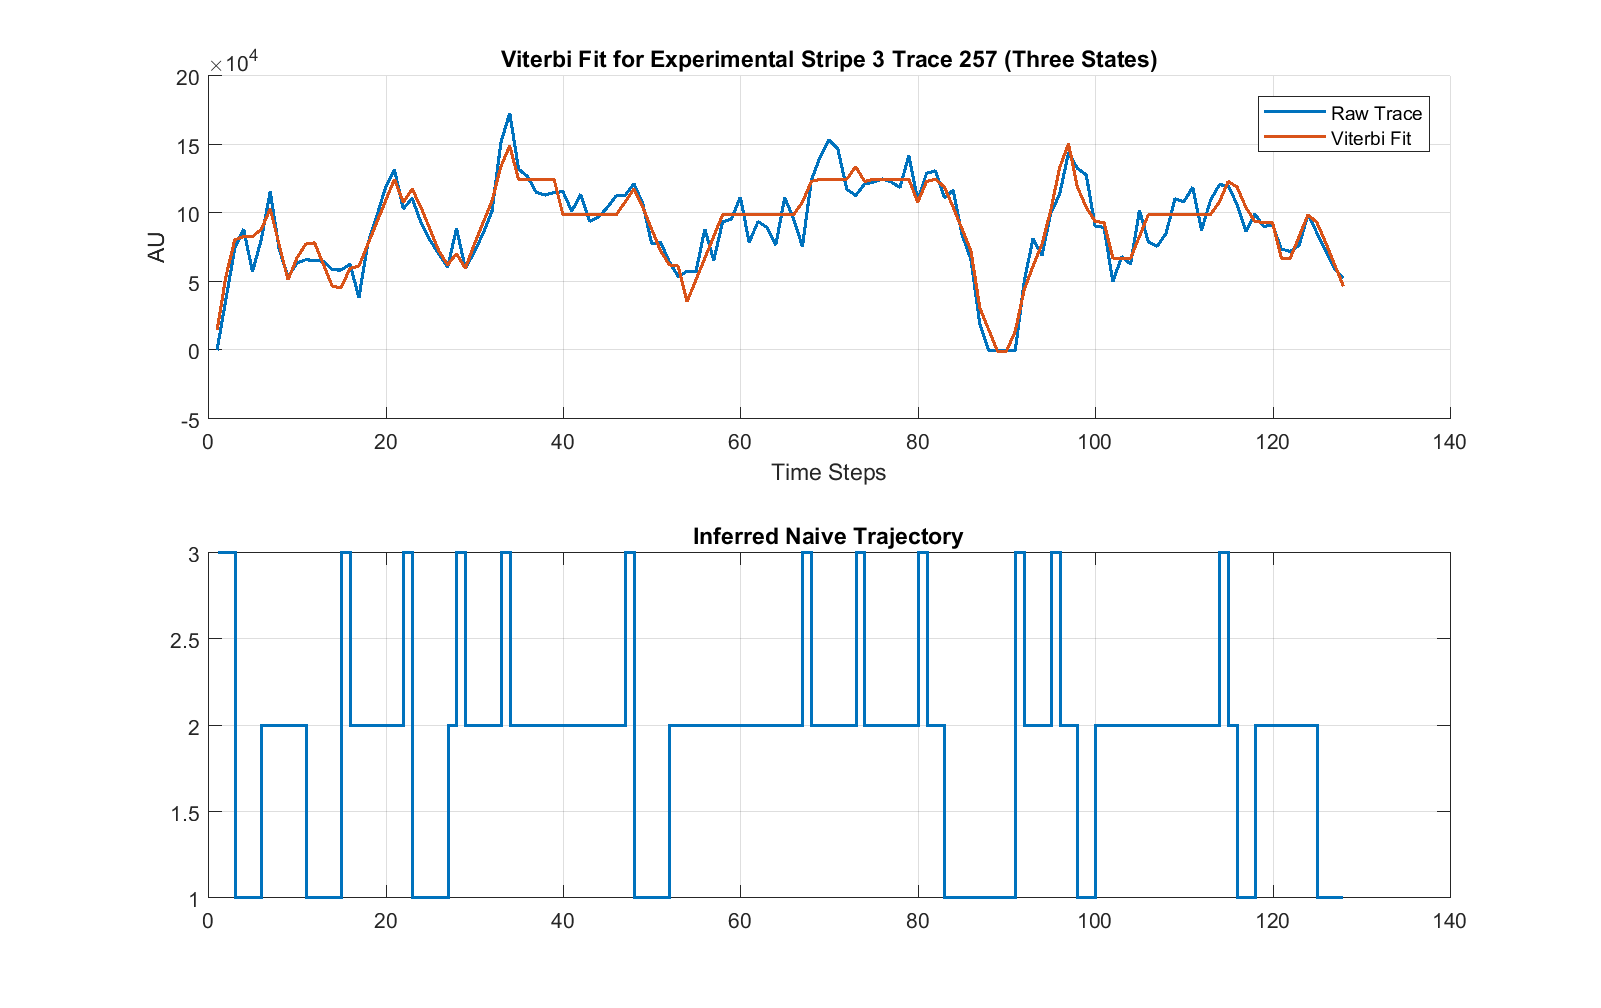 Viterbi Fit for Experimental Stripe 3 Trace 257 (Three States)
×10⁴
20
15
10
5
0
-5
AU
Raw Trace
Viterbi Fit
0 20 40 60 80 100 120 140
Time Steps
Inferred Naive Trajectory
3
2.5
2
1.5
1
0 20 40 60 80 100 120 140